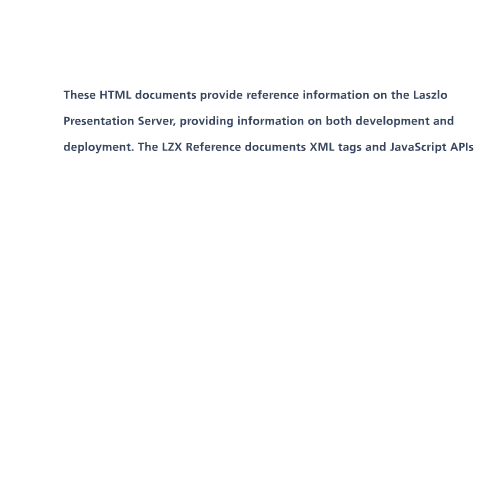 These HTML documents provide reference information on the Laszlo
Presentation Server, providing information on both development and
deployment. The LZX Reference documents XML tags and JavaScript APIs